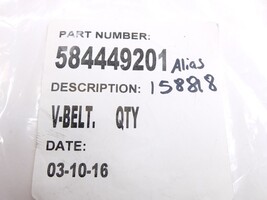 PART NUMBER:
584449201 Alias
DESCRIPTION: 158818
V-BELT. QTY
DATE:
03-10-16